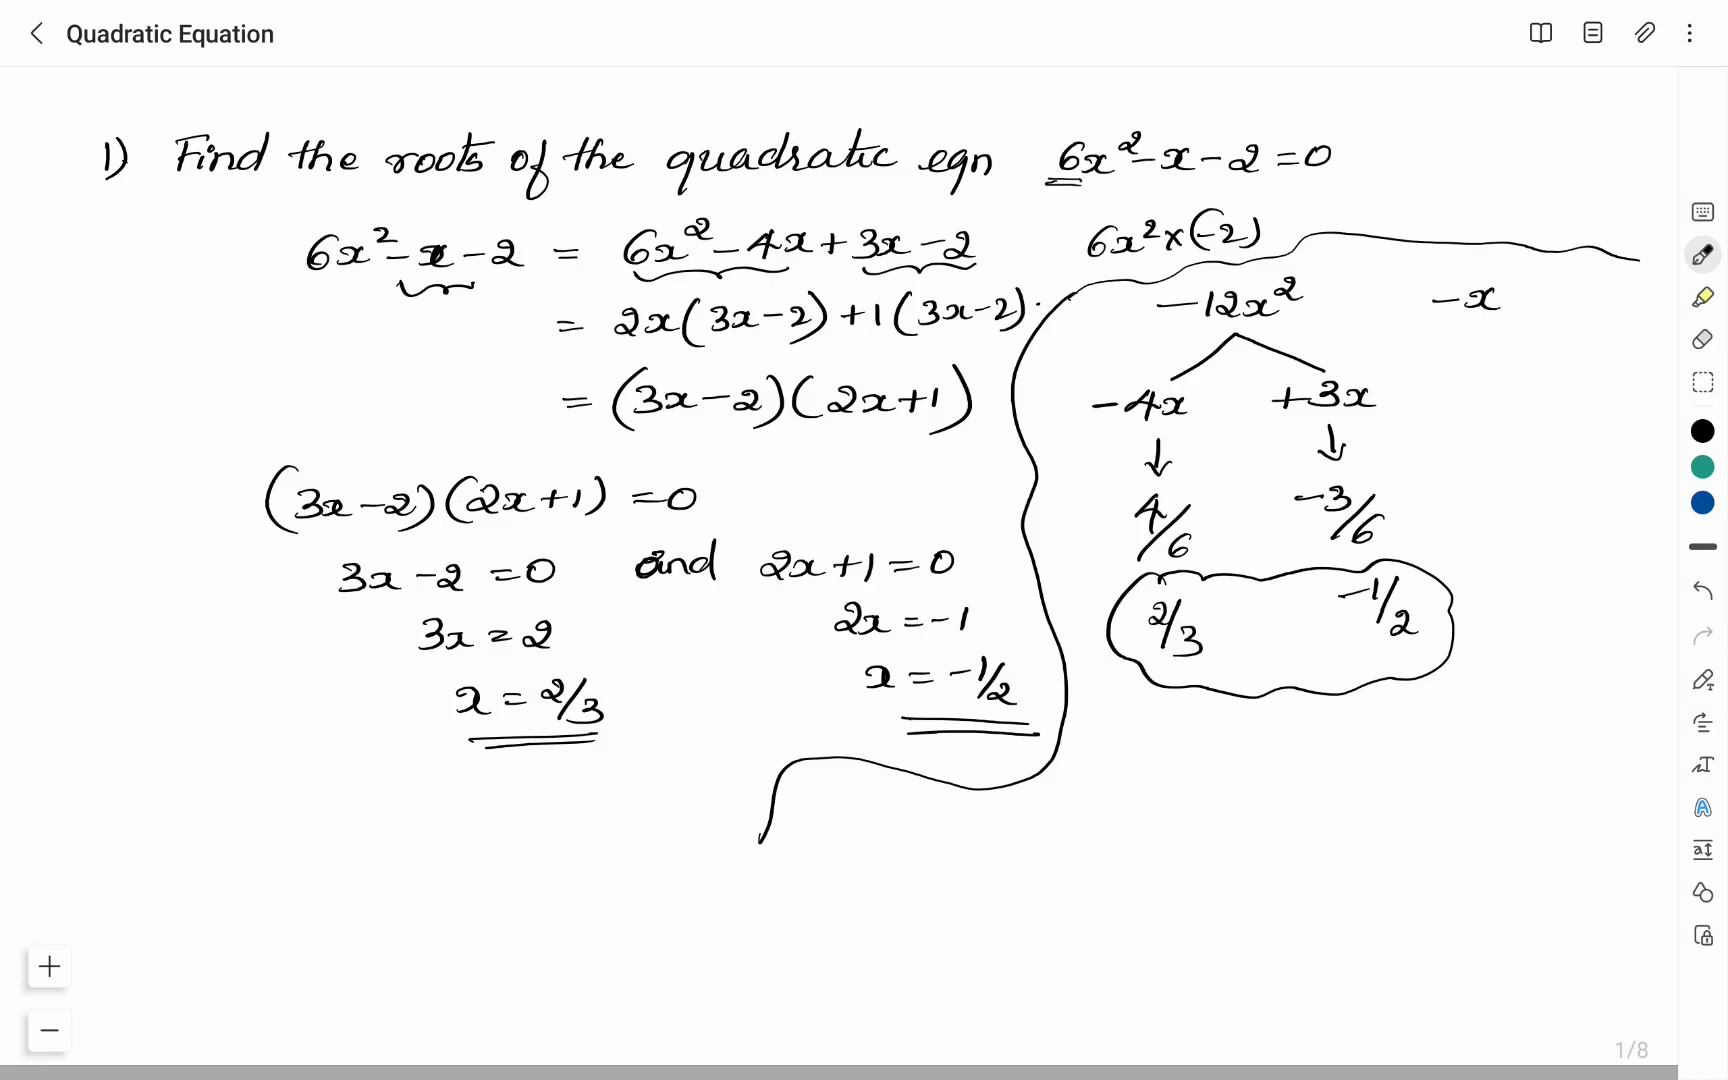 Quadratic Equation
1) Find the roots of the quadratic eqn 6x²-x-2=0
6x²-x-2 = 6x²-4x+3x-2
= 2x(3x-2)+1(3x-2).
= (3x-2)(2x+1)
(3x-2)(2x+1)=0
3x-2=0 and 2x+1=0
3x=2 2x=-1
x=2/3 x=-1/2
6x²×(-2)
-12x² -x
-4x +3x
↓ ↓
4/6 -3/6
2/3 -1/2
1/8